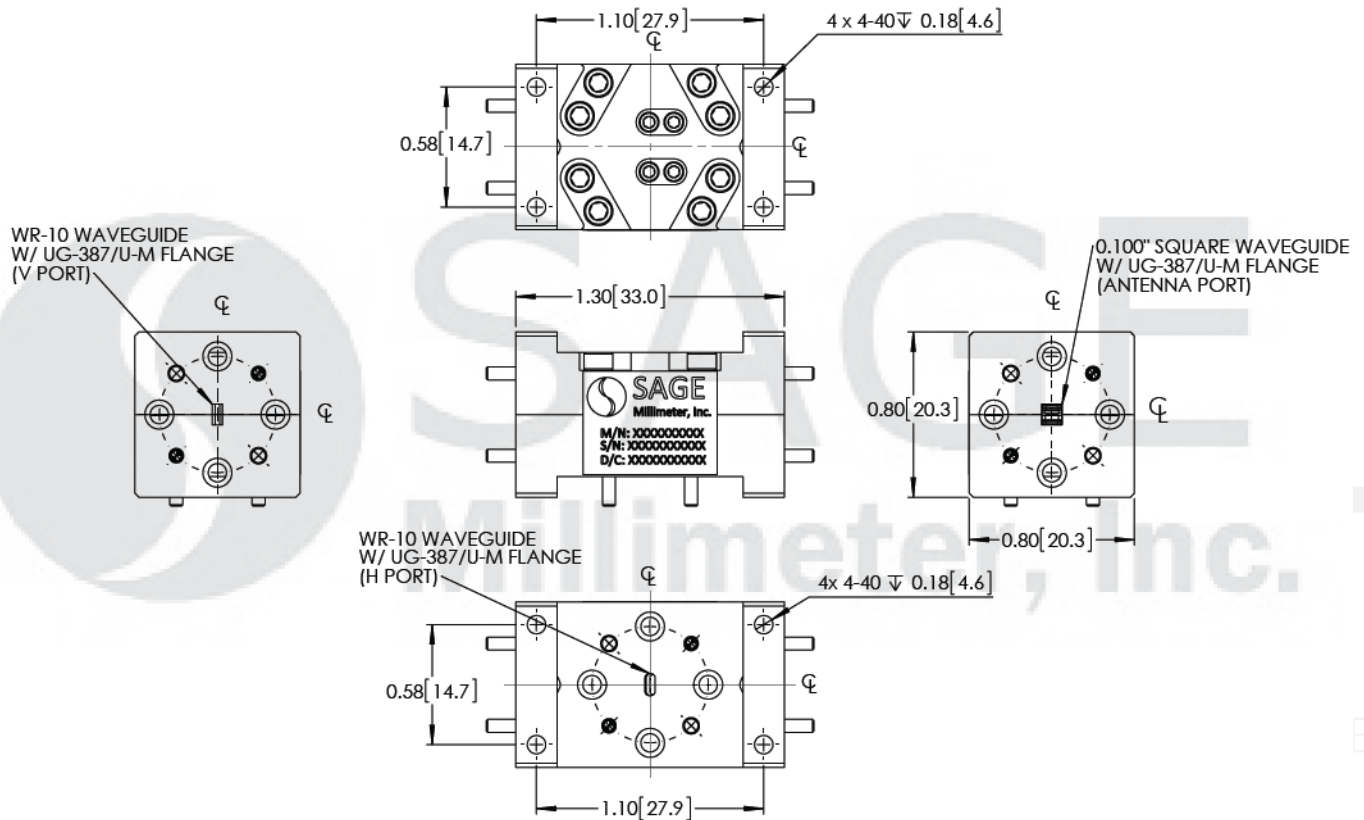 1.10[27.9]
4 x 4-40↧ 0.18[4.6]
℄
0.58[14.7]
℄
WR-10 WAVEGUIDE
W/ UG-387/U-M FLANGE
(V PORT)
0.100" SQUARE WAVEGUIDE
W/ UG-387/U-M FLANGE
(ANTENNA PORT)
1.30[33.0]
℄
℄
℄
℄
0.80[20.3]
0.80[20.3]
SAGE
Millimeter, Inc.
M/N: XXXXXXXXXX
S/N: XXXXXXXXXXX
D/C: XXXXXXXXXXX
SAGE
Millimeter, Inc.
WR-10 WAVEGUIDE
W/ UG-387/U-M FLANGE
(H PORT)
℄
4x 4-40 ↧ 0.18[4.6]
0.58[14.7]
℄
1.10[27.9]